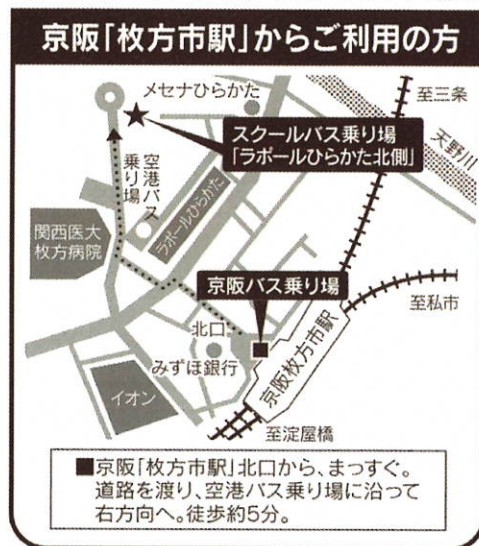 京阪「枚方市駅」からご利用の方
メセナひらかた
至三条
スクールバス乗り場
「ラポールひらかた北側」
天野川
空港バス
乗り場
ラポールひらかた
関西医大
枚方病院
京阪バス乗り場
至私市
北口
京阪枚方市駅
みずほ銀行
イオン
至淀屋橋
■京阪「枚方市駅」北口から、まっすぐ。
道路を渡り、空港バス乗り場に沿って
右方向へ。徒歩約5分。